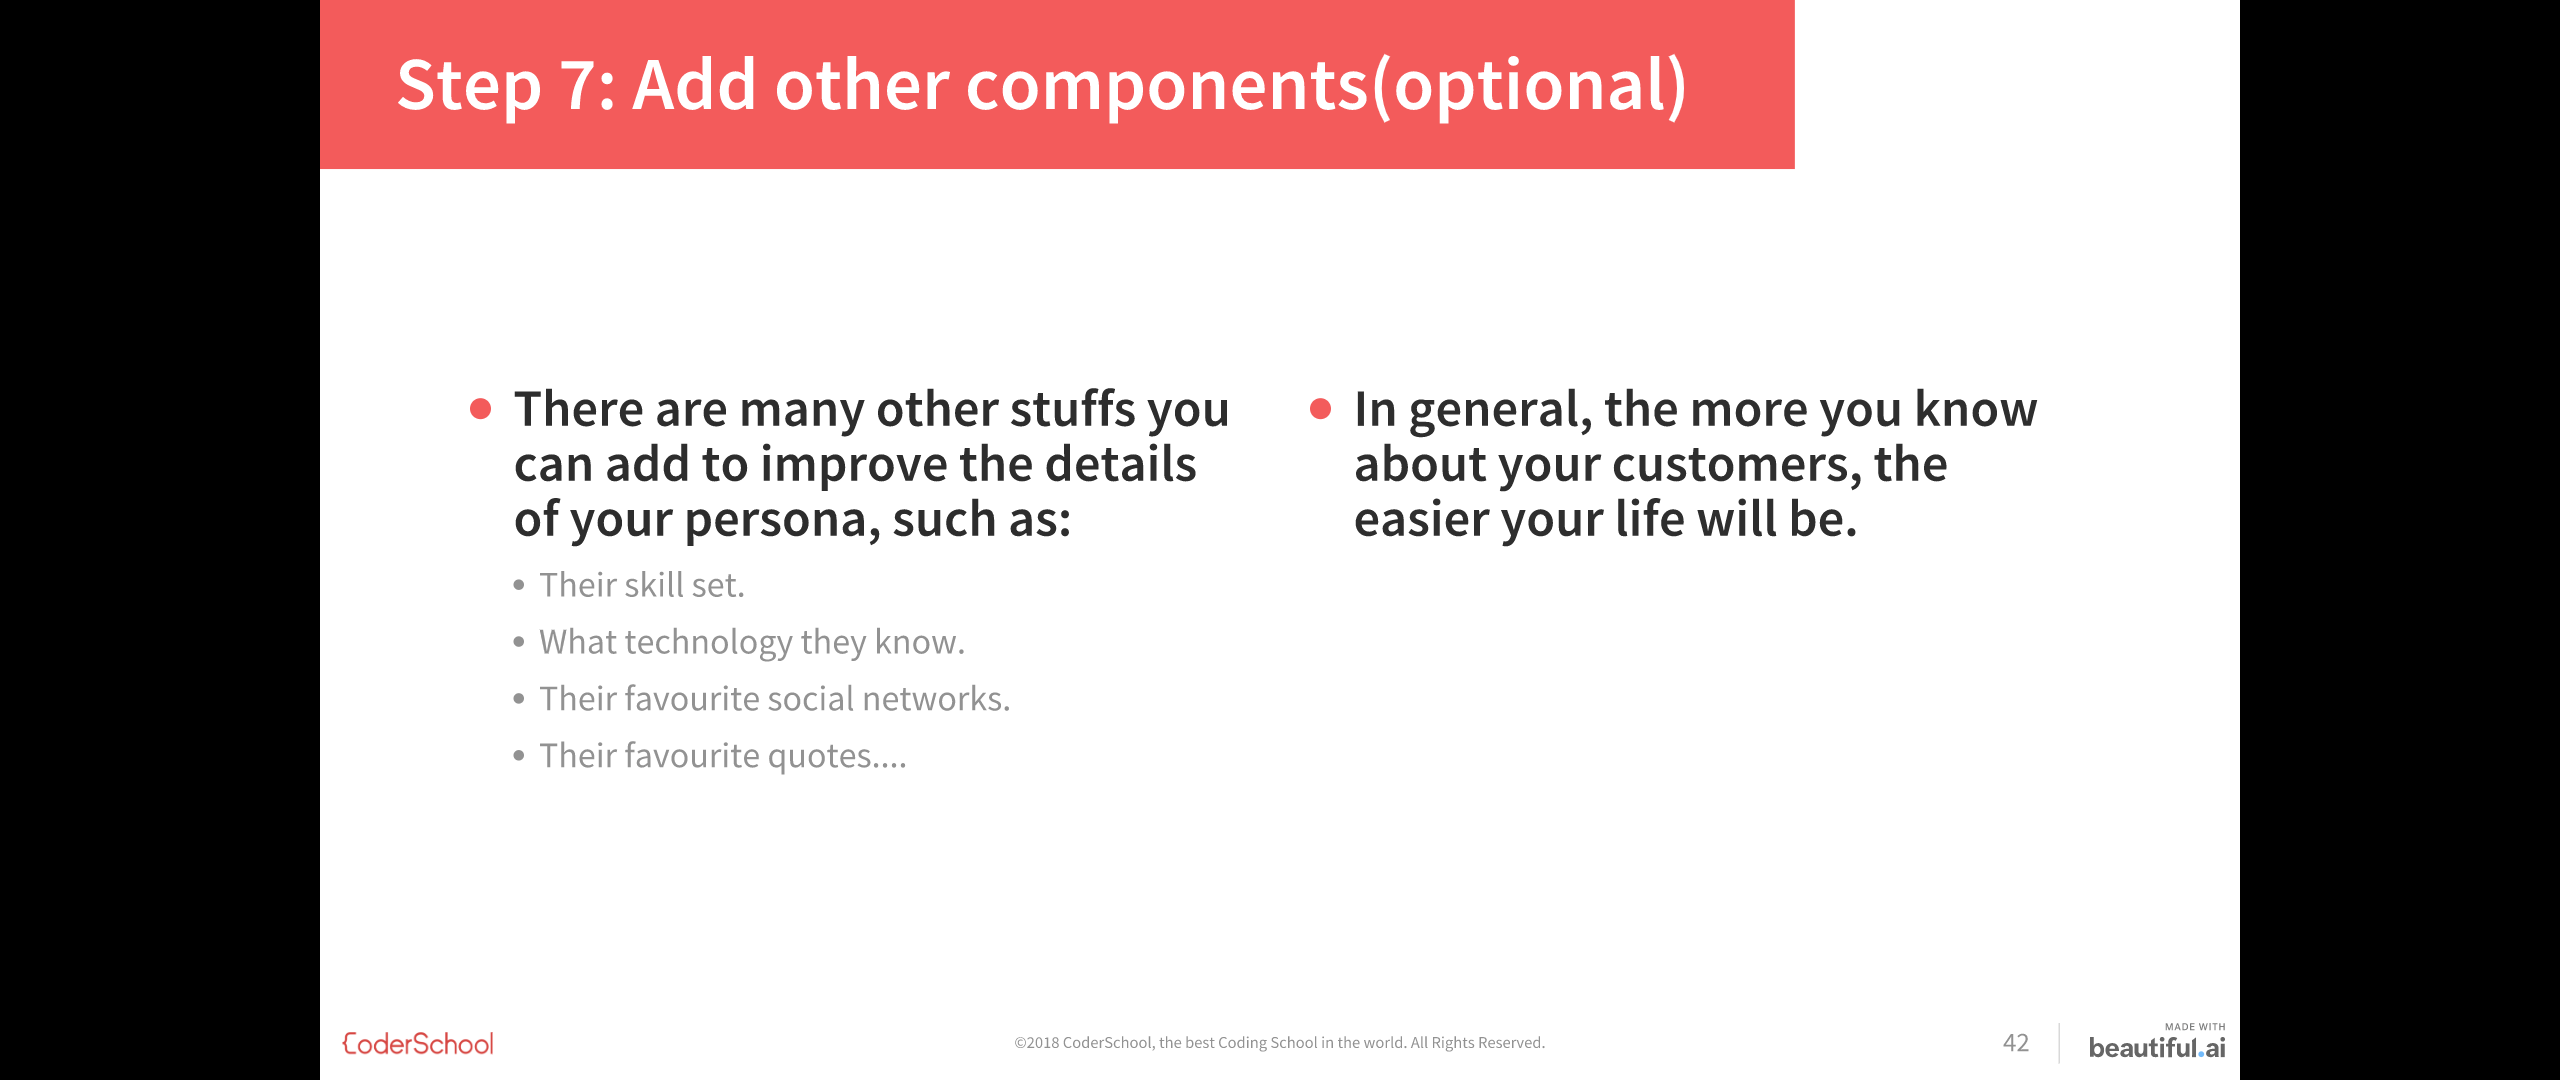 Step 7: Add other components(optional)
There are many other stuffs you
can add to improve the details
of your persona, such as:
• Their skill set.
• What technology they know.
• Their favourite social networks.
• Their favourite quotes....
In general, the more you know
about your customers, the
easier your life will be.
CoderSchool
©2018 CoderSchool, the best Coding School in the world. All Rights Reserved.
42
MADE WITH
beautiful.ai